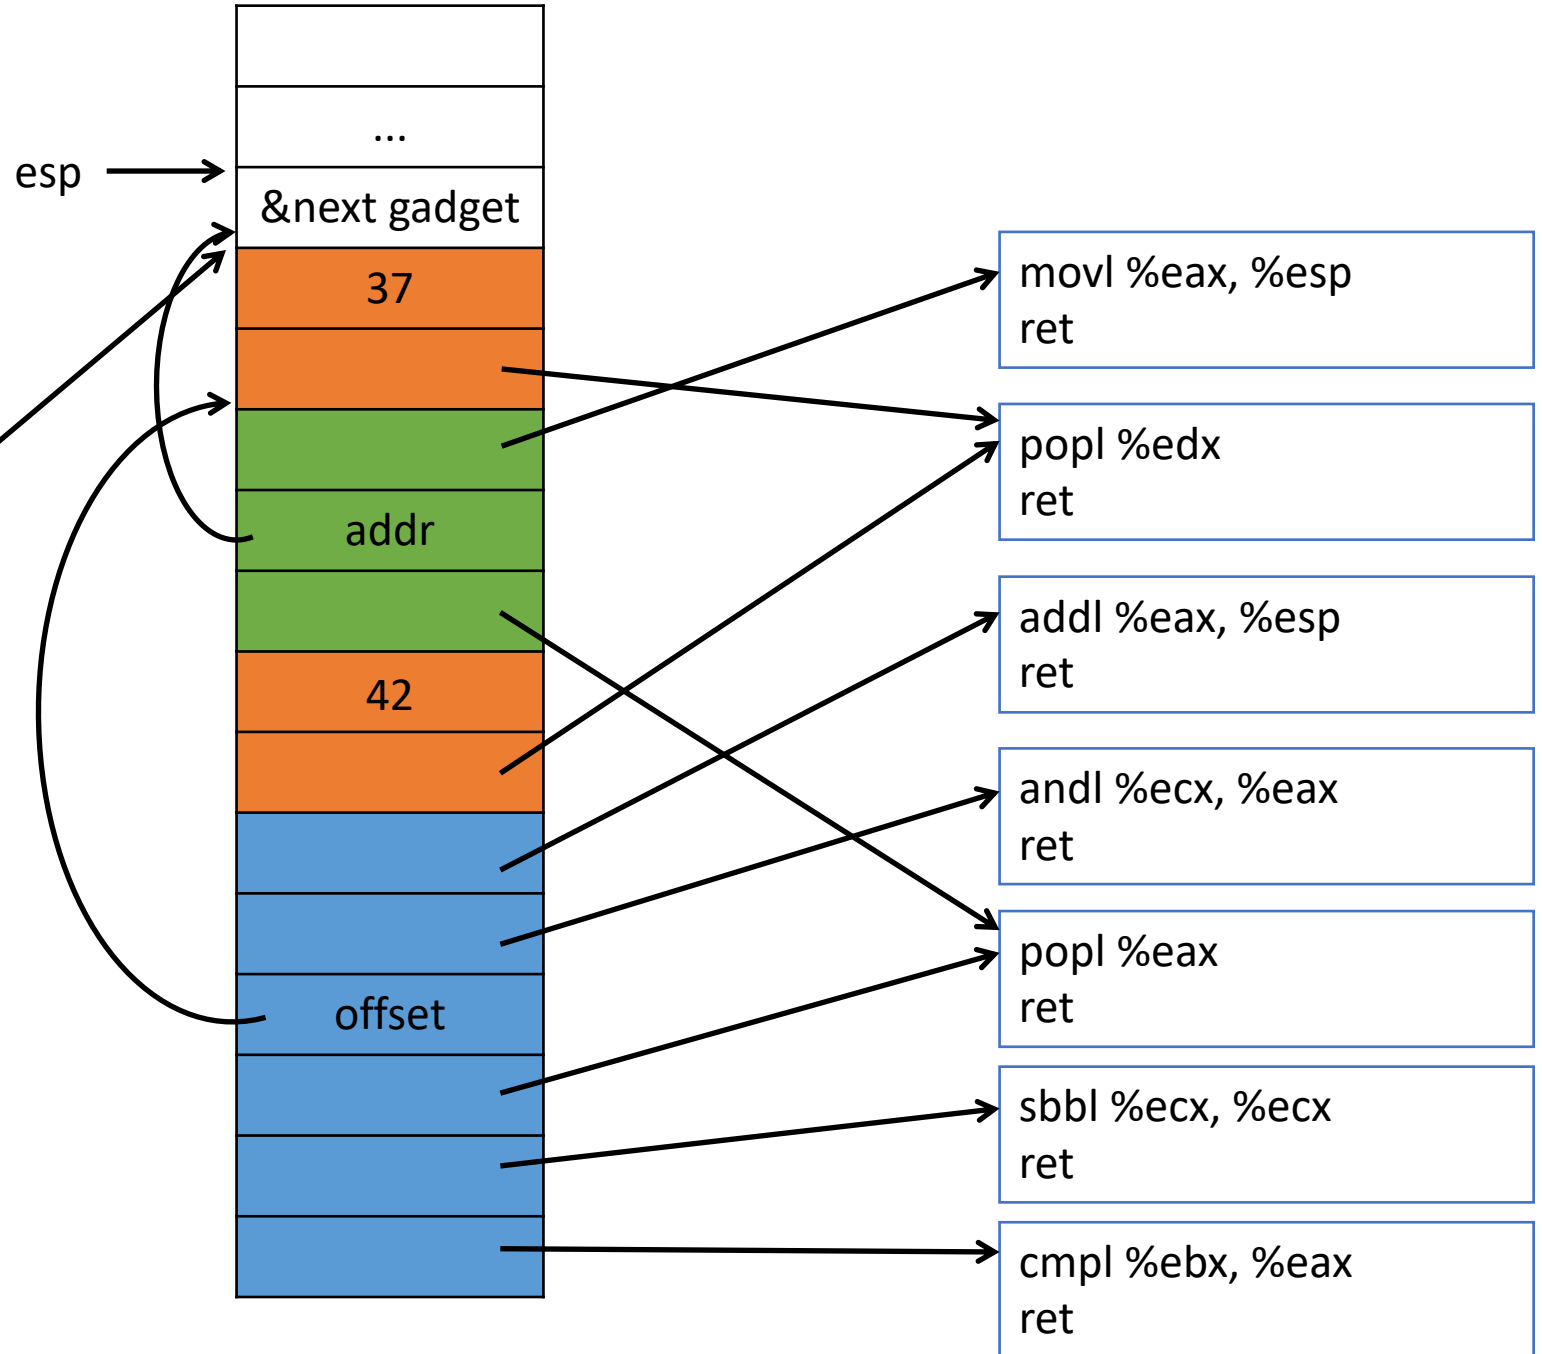 ...
esp
&next gadget
37
addr
42
offset
movl %eax, %esp
ret
popl %edx
ret
addl %eax, %esp
ret
andl %ecx, %eax
ret
popl %eax
ret
sbbl %ecx, %ecx
ret
cmpl %ebx, %eax
ret